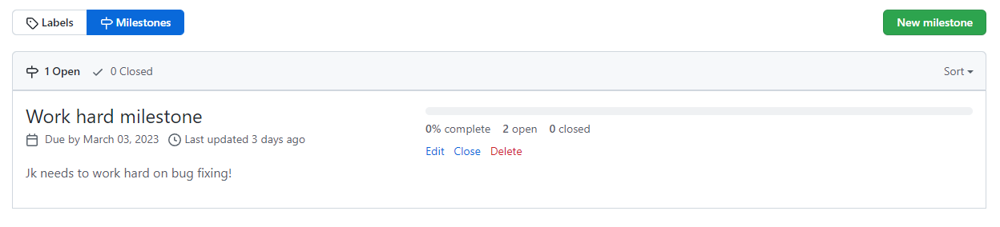 Labels Milestones New milestone
1 Open 0 Closed Sort
Work hard milestone
Due by March 03, 2023 Last updated 3 days ago
Jk needs to work hard on bug fixing!
0% complete 2 open 0 closed
Edit Close Delete